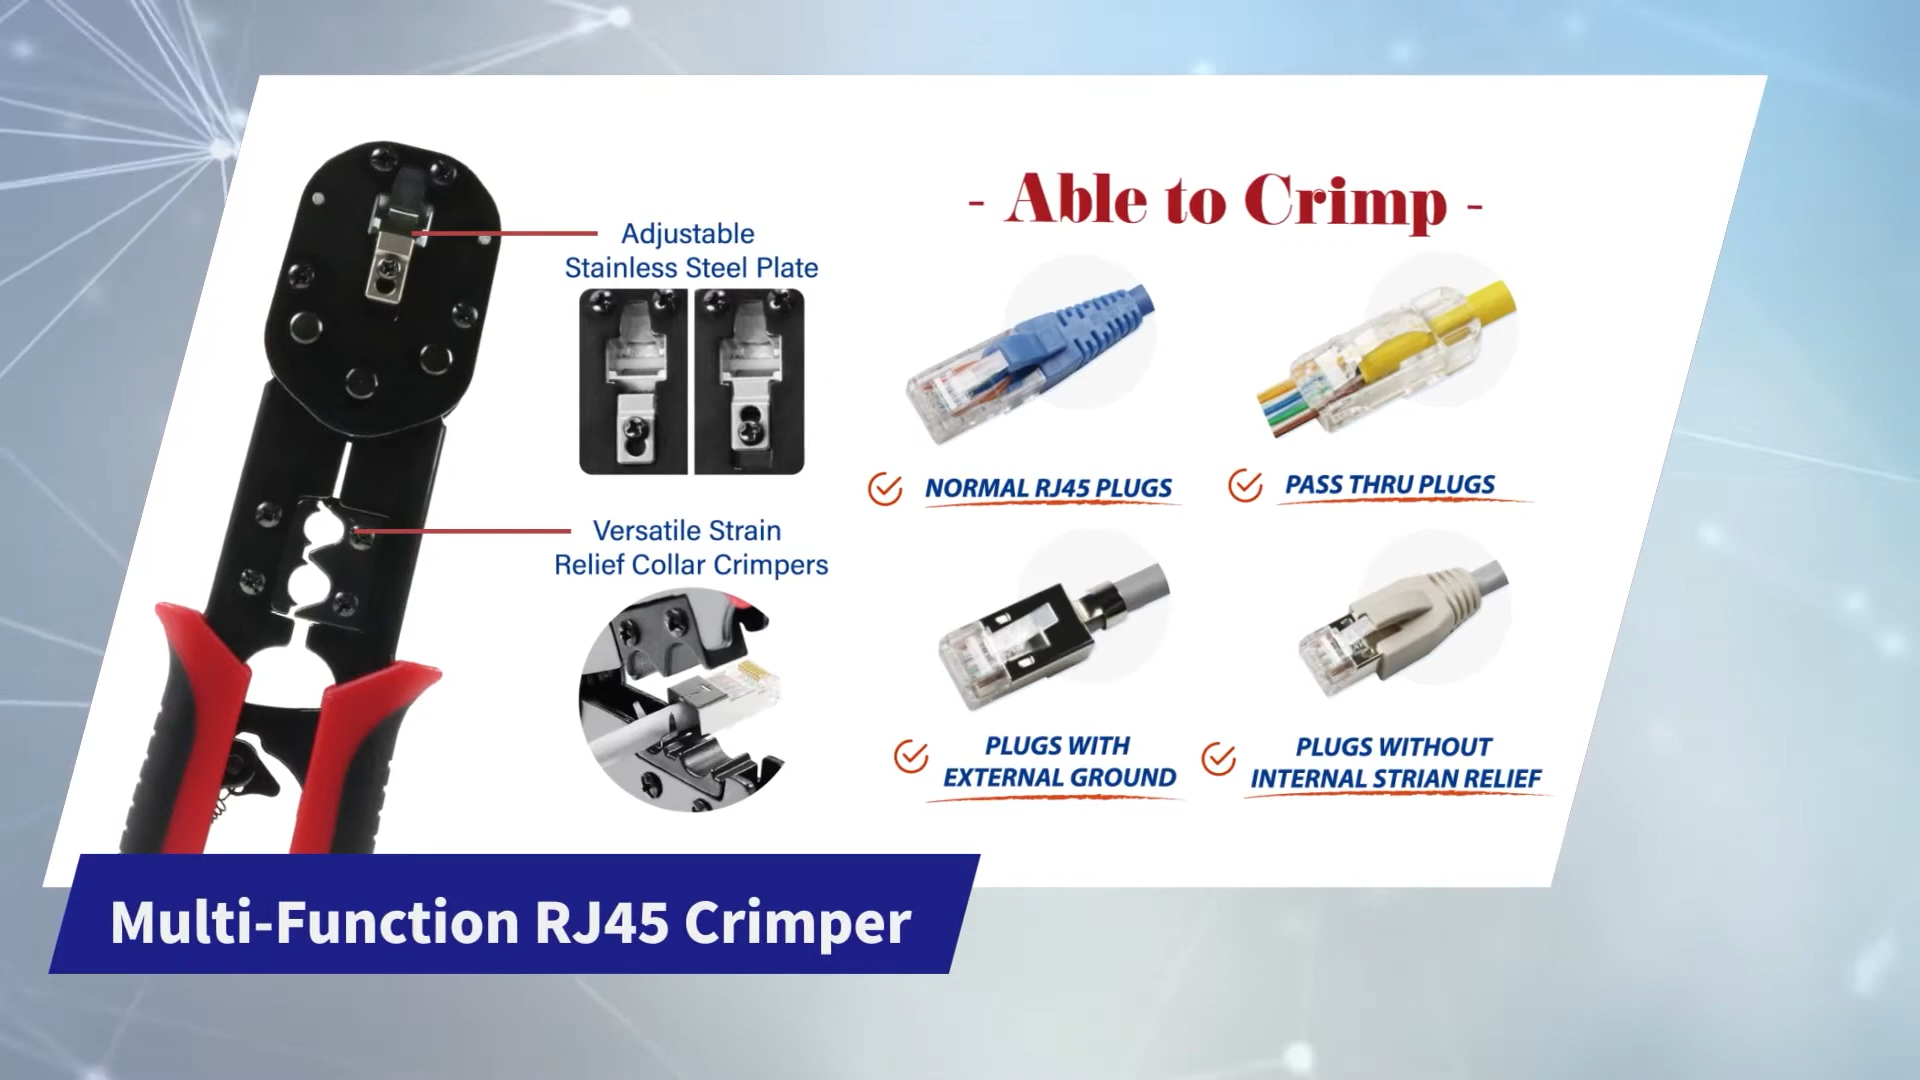 - Able to Crimp -
Adjustable
Stainless Steel Plate
NORMAL RJ45 PLUGS
PASS THRU PLUGS
Versatile Strain
Relief Collar Crimpers
PLUGS WITH
EXTERNAL GROUND
PLUGS WITHOUT
INTERNAL STRIAN RELIEF
Multi-Function RJ45 Crimper